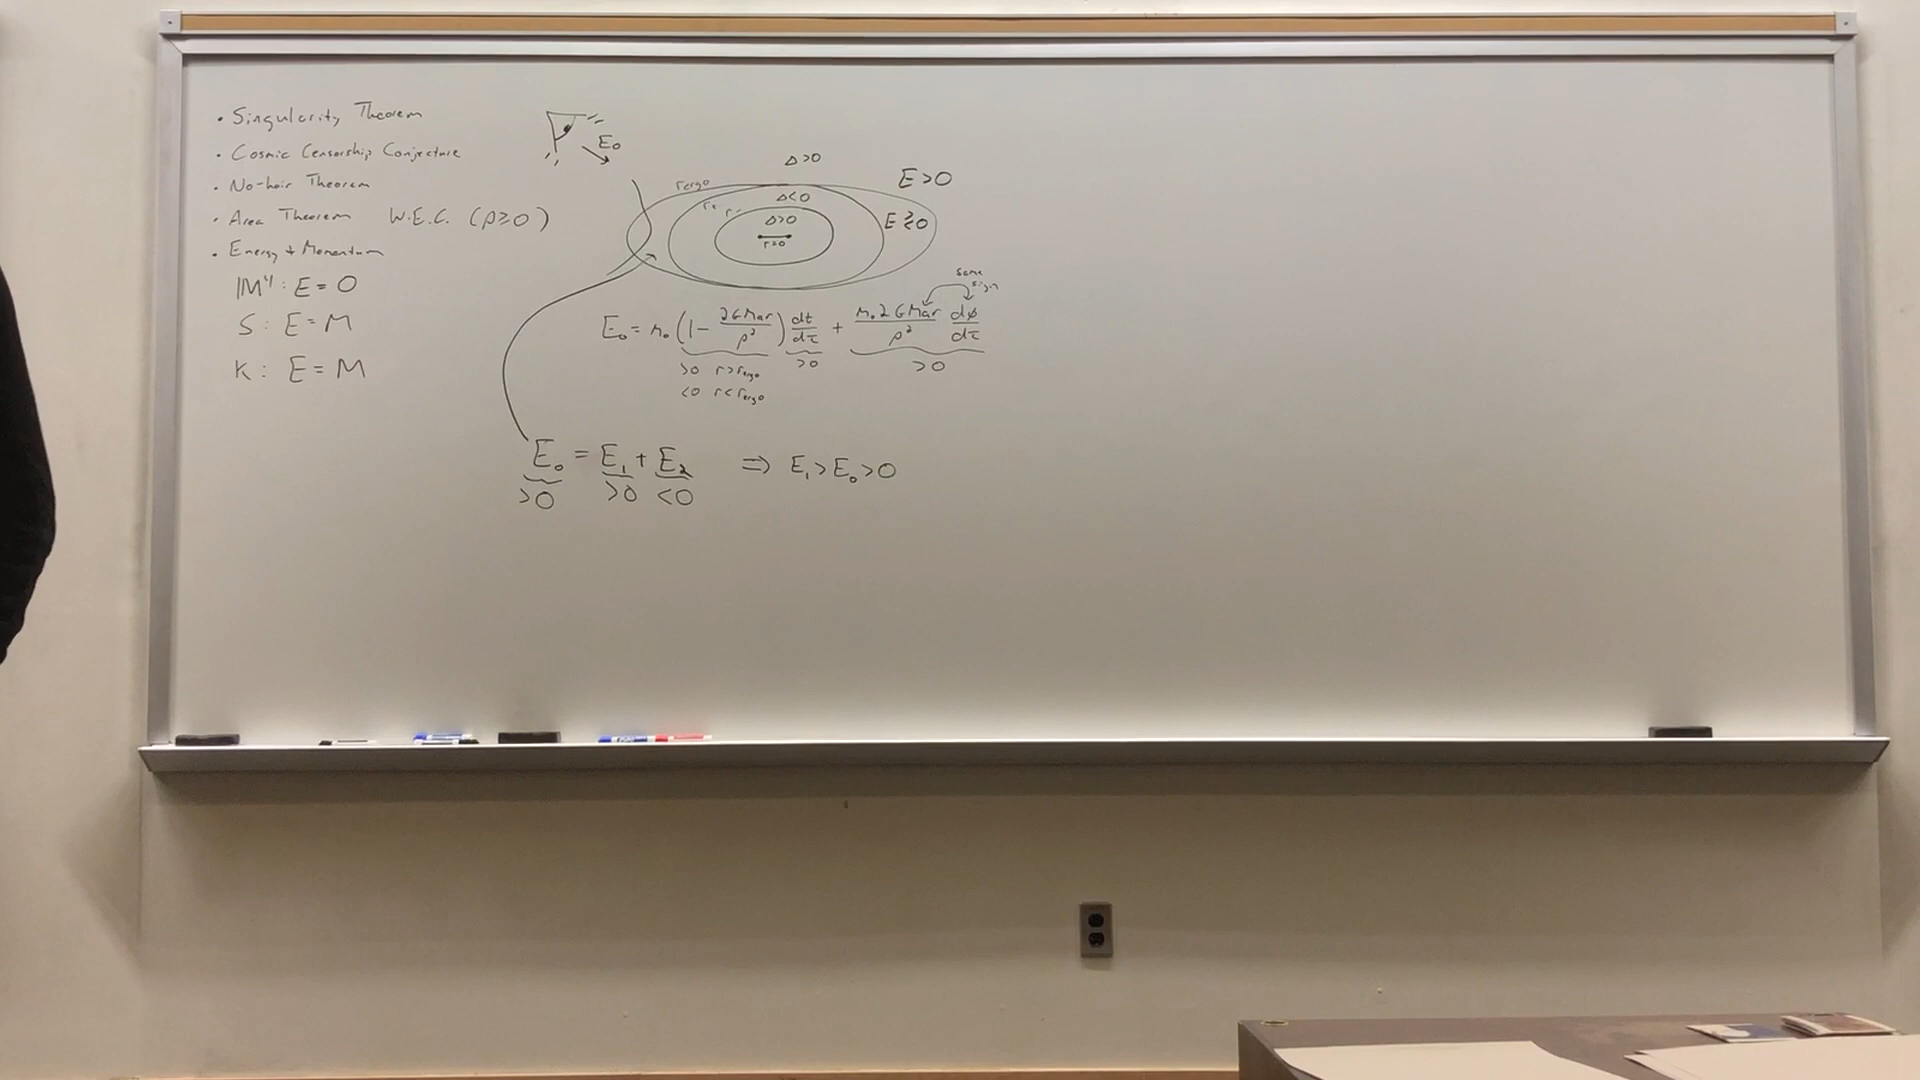 • Singularity Theorem
• Cosmic Censorship Conjecture
• No-hair Theorem
• Area Theorem W.E.C. (ρ≥0)
• Energy + Momentum
IM⁴: E = 0
S: E = M
K: E = M
E₀
Δ>0
E>0
r_ergo
Δ<0
r₊ r₋
Δ>0
E≷0
r=0
same sign
E₀ = m₀ (1 - 2GMar/ρ²) dt/dτ + m₀2GMar/ρ² dφ/dτ
>0 r>r_ergo >0 >0
<0 r<r_ergo
E₀ = E₁ + E₂ ⇒ E₁ > E₀ > 0
>0 >0 <0